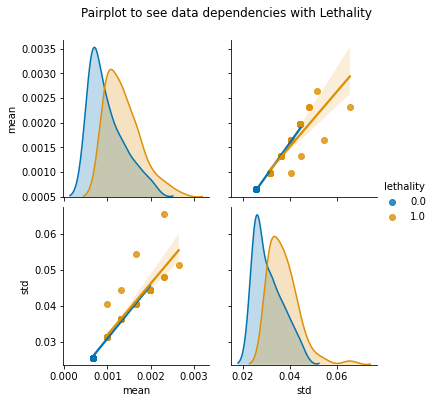 Pairplot to see data dependencies with Lethality
0.0035
0.0030
0.0025
0.0020
0.0015
0.0010
0.0005
mean
lethality
0.0
1.0
0.06
0.05
0.04
0.03
std
0.000 0.001 0.002 0.003
mean
0.02 0.04 0.06
std